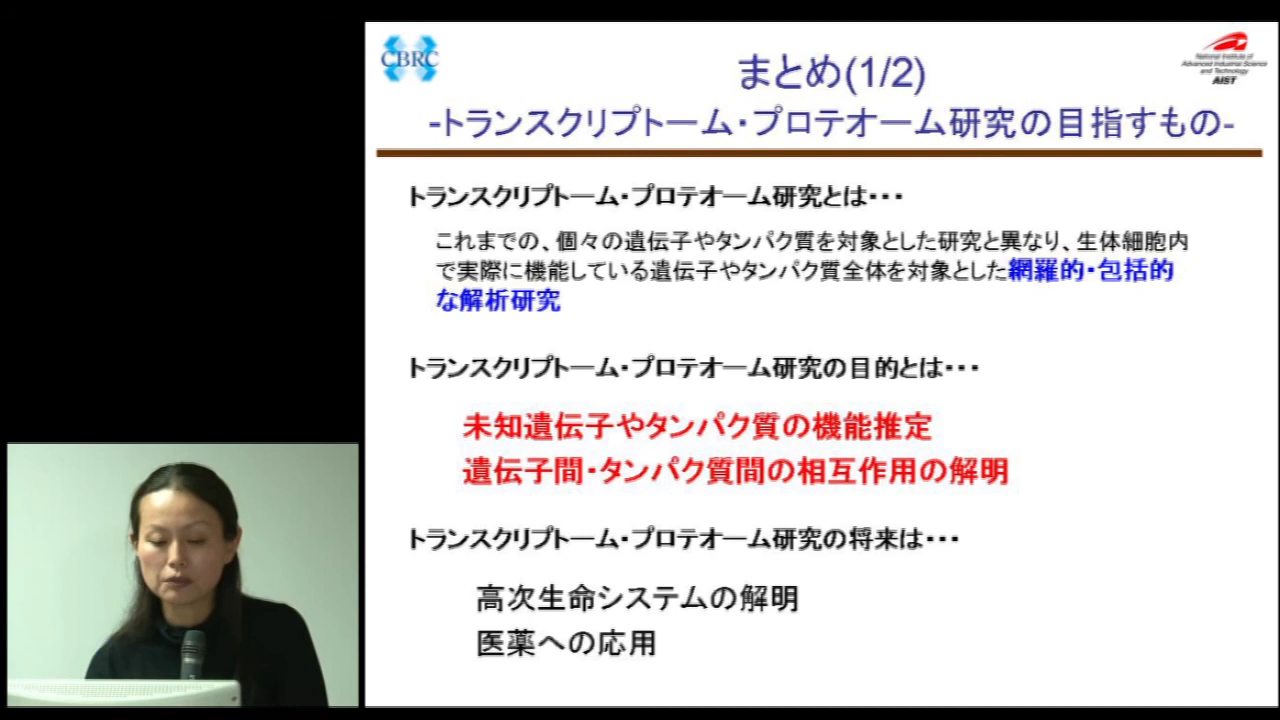 CBRC
National Institute of
Advanced Industrial Science
and Technology
AIST
まとめ(1/2)
-トランスクリプトーム・プロテオーム研究の目指すもの-
トランスクリプトーム・プロテオーム研究とは・・・
これまでの、個々の遺伝子やタンパク質を対象とした研究と異なり、生体細胞内
で実際に機能している遺伝子やタンパク質全体を対象とした網羅的・包括的
な解析研究
トランスクリプトーム・プロテオーム研究の目的とは・・・
未知遺伝子やタンパク質の機能推定
遺伝子間・タンパク質間の相互作用の解明
トランスクリプトーム・プロテオーム研究の将来は・・・
高次生命システムの解明
医薬への応用